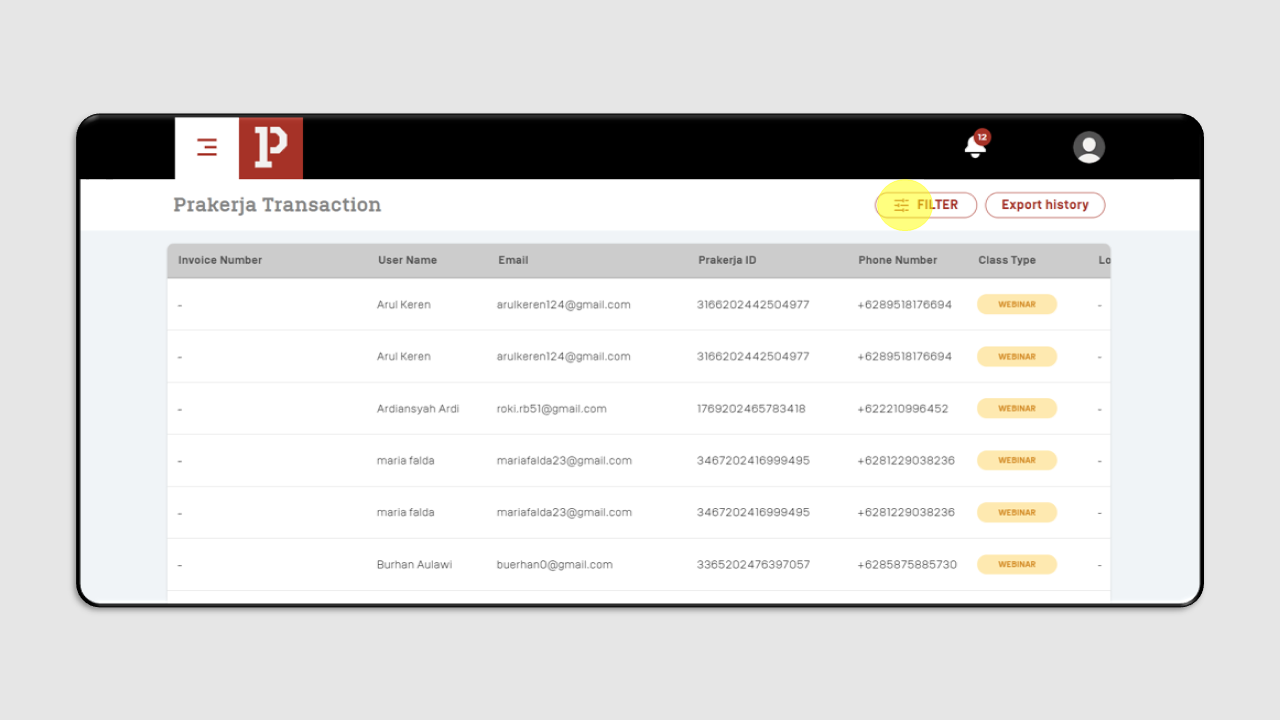 P
12
Prakerja Transaction
FILTER
Export history
Invoice Number User Name Email Prakerja ID Phone Number Class Type Lo
- Arul Keren arulkeren124@gmail.com 3166202442504977 +6289518176694 WEBINAR -
- Arul Keren arulkeren124@gmail.com 3166202442504977 +6289518176694 WEBINAR -
- Ardiansyah Ardi roki.rb51@gmail.com 1769202465783418 +622210996452 WEBINAR -
- maria falda mariafalda23@gmail.com 3467202416999495 +6281229038236 WEBINAR -
- maria falda mariafalda23@gmail.com 3467202416999495 +6281229038236 WEBINAR -
- Burhan Aulawi buerhan0@gmail.com 3365202476397057 +6285875885730 WEBINAR -